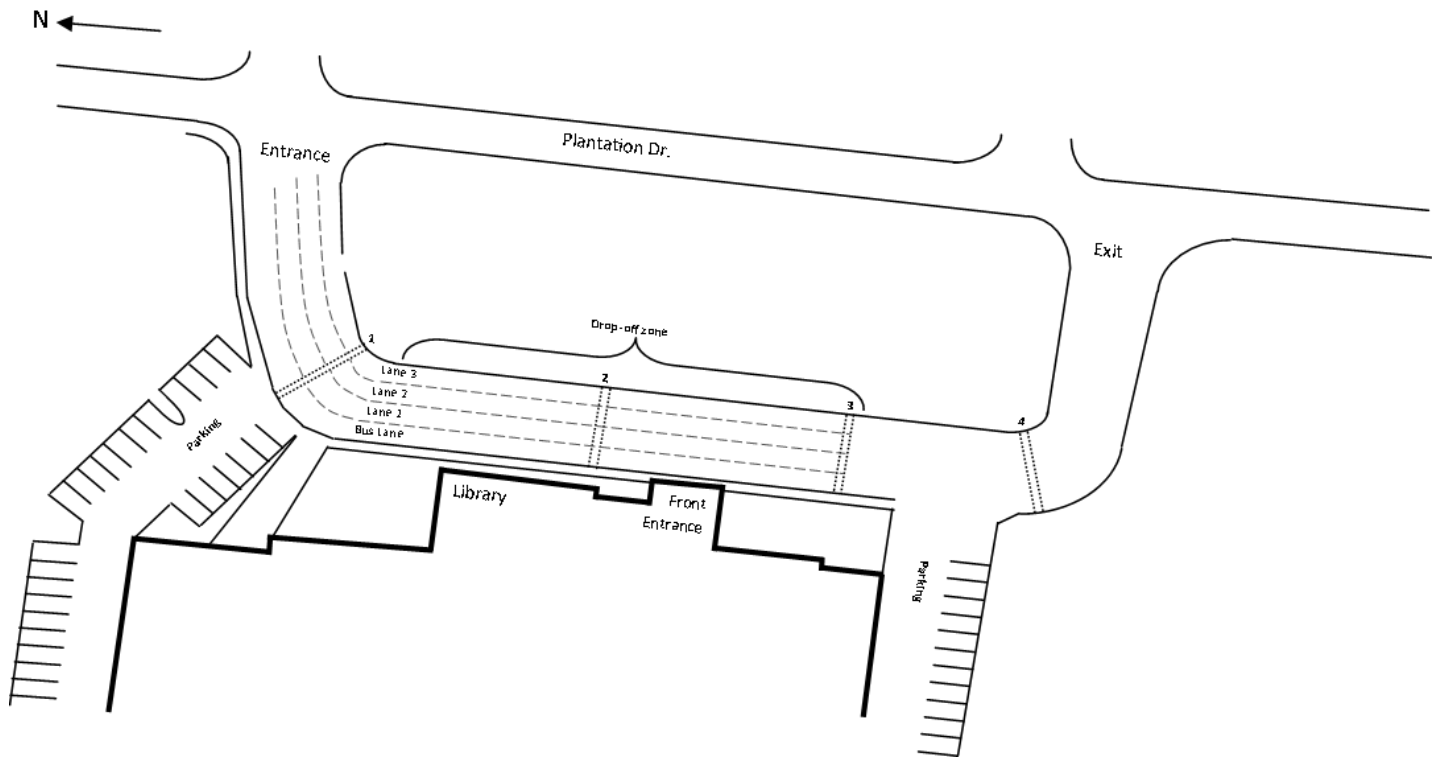 N
Plantation Dr.
Entrance
Exit
Drop-off zone
1
Lane 3
2
Lane 2
3
Lane 1
4
Bus Lane
Parking
Library
Front
Entrance
Parking